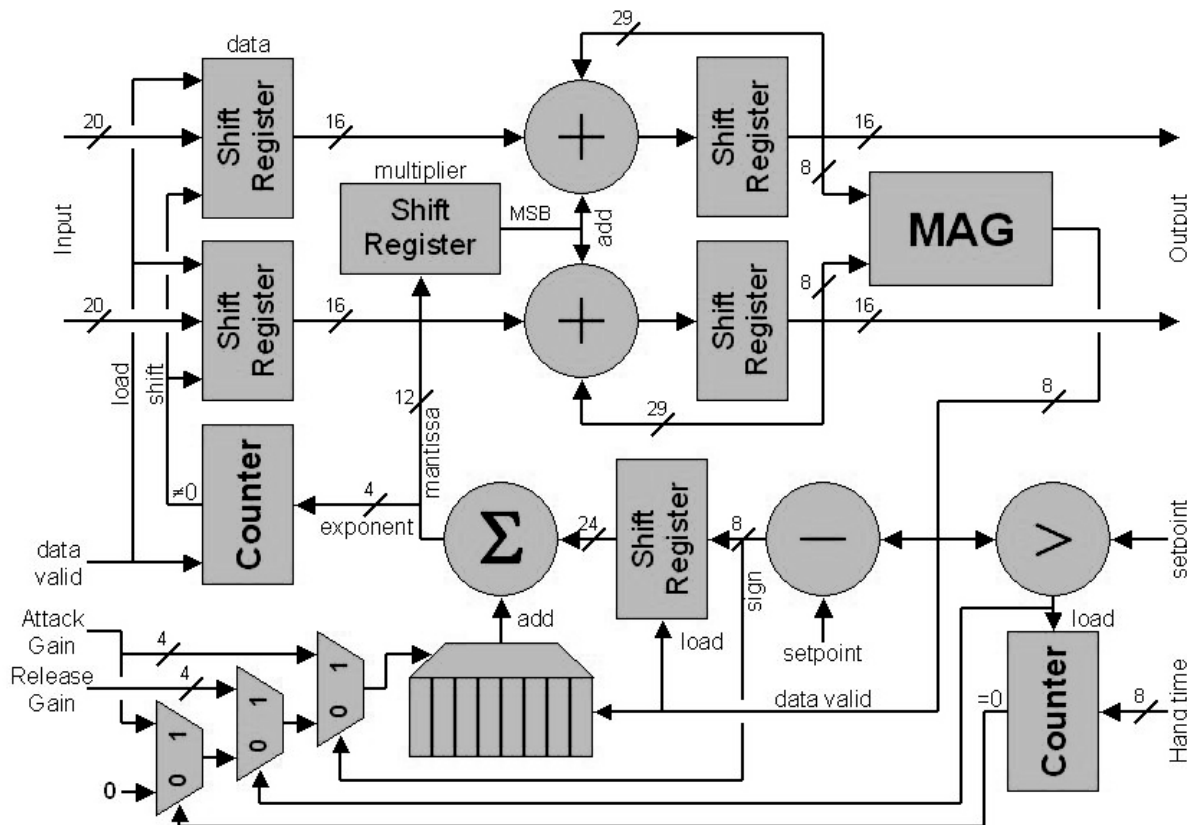 29
data
Shift
Register
20
16
+
Shift
Register
16
8
multiplier
Shift
Register
MSB
add
MAG
Input
Output
20
Shift
Register
16
+
Shift
Register
8
16
load
shift
12
mantissa
29
8
≠0
Counter
4
exponent
Σ
24
Shift
Register
8
sign
−
>
setpoint
data
valid
Attack
Gain
4
add
load
setpoint
load
Release
Gain
4
0 1
0 1
0 1
0
data valid
=0
Counter
8
Hand time